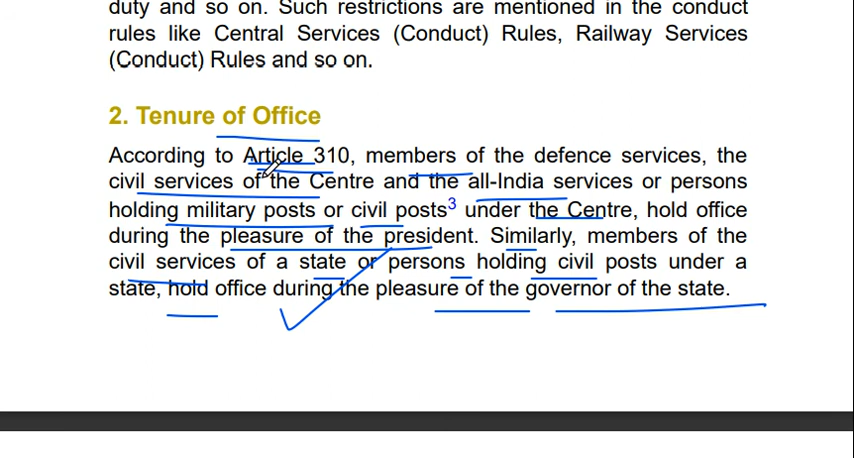 duty and so on. Such restrictions are mentioned in the conduct
rules like Central Services (Conduct) Rules, Railway Services
(Conduct) Rules and so on.
2. Tenure of Office
According to Article 310, members of the defence services, the
civil services of the Centre and the all-India services or persons
holding military posts or civil posts3 under the Centre, hold office
during the pleasure of the president. Similarly, members of the
civil services of a state or persons holding civil posts under a
state, hold office during the pleasure of the governor of the state.